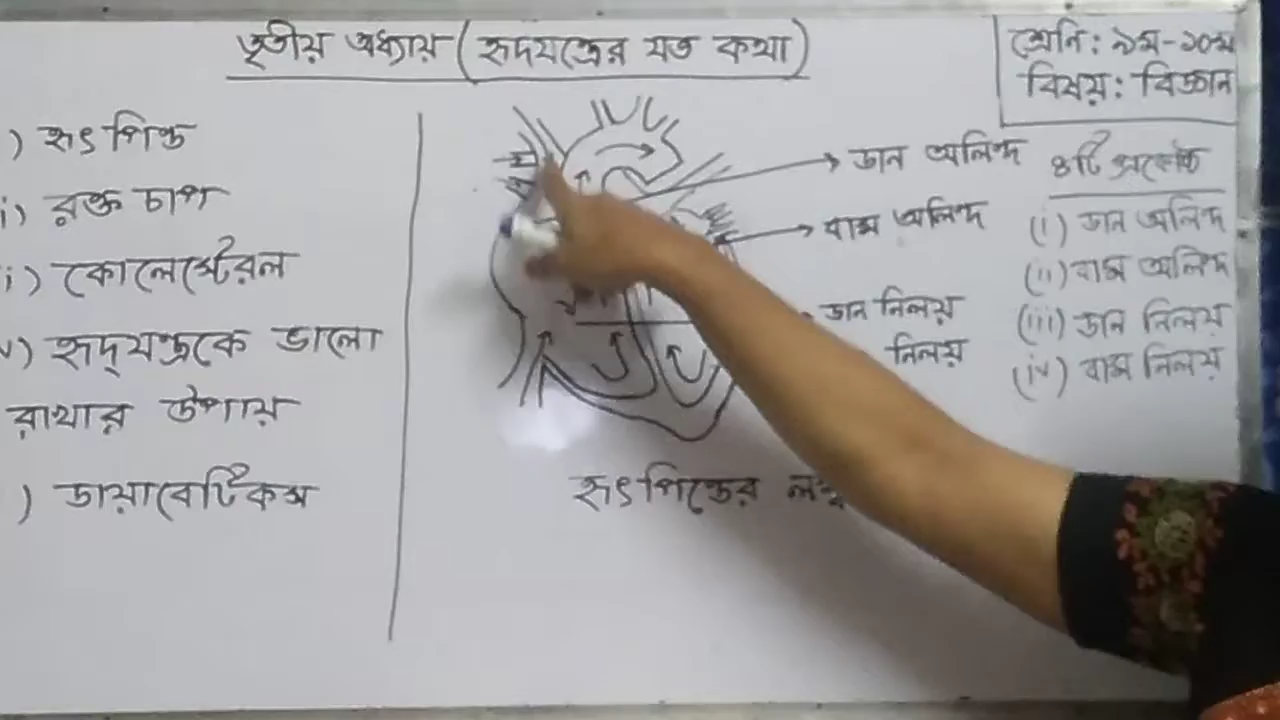 তৃতীয় অধ্যায় (হৃদযন্ত্রের যত কথা)
শ্রেণি: ৯ম-১০ম
বিষয়: বিজ্ঞান
) হৃৎপিন্ড
i) রক্ত চাপ
i) কোলেস্টেরল
v) হৃদ্‌যন্ত্রকে ভালো
রাখার উপায়
) ডায়াবেটিকস
ডান অলিন্দ
বাম অলিন্দ
ডান নিলয়
নিলয়
হৃৎপিন্ডের
৪টি প্রকোষ্ঠ
(i) ডান অলিন্দ
(ii) বাম অলিন্দ
(iii) ডান নিলয়
(iv) বাম নিলয়